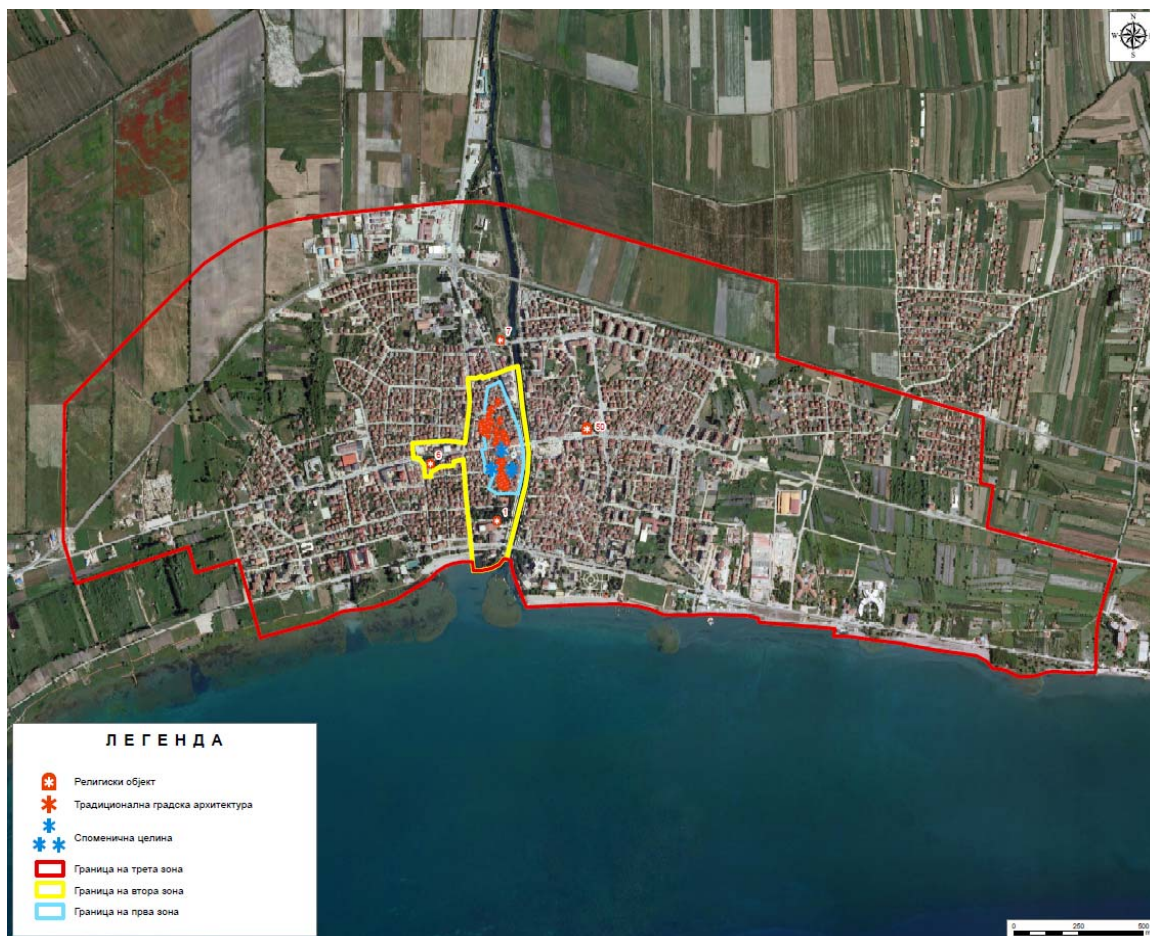 N
W
S
7
50
6
1
Л Е Г Е Н Д А
Религиски објект
Традиционална градска архитектура
Споменична целина
Граница на трета зона
Граница на втора зона
Граница на прва зона
0 250 500